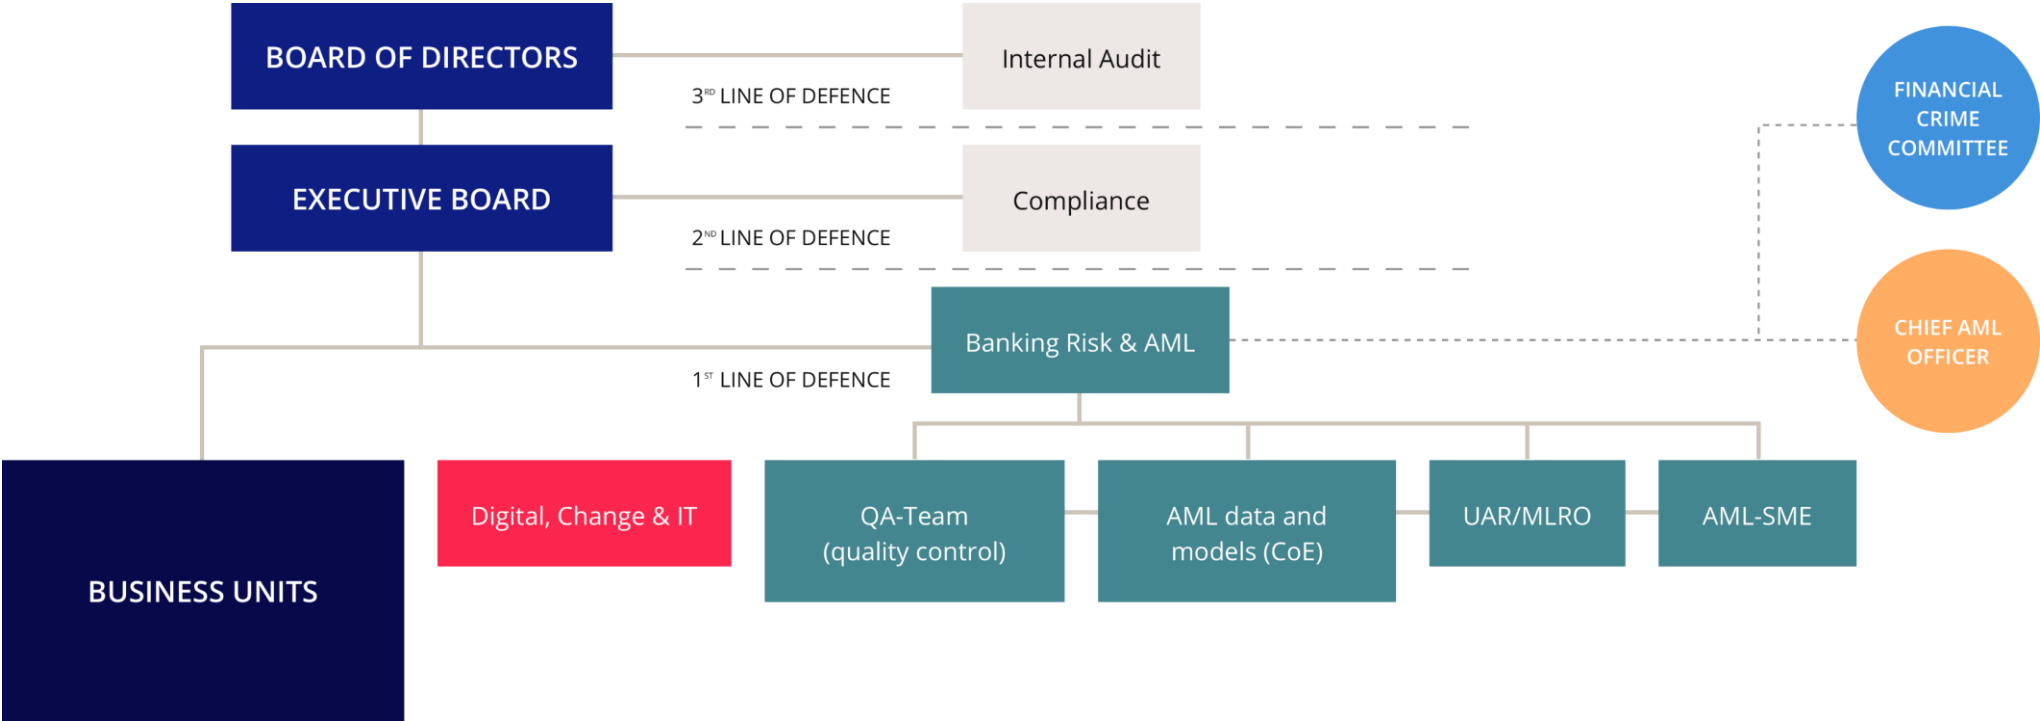 BOARD OF DIRECTORS
Internal Audit
3RD LINE OF DEFENCE
FINANCIAL
CRIME
COMMITTEE
EXECUTIVE BOARD
Compliance
2ND LINE OF DEFENCE
Banking Risk & AML
CHIEF AML
OFFICER
1ST LINE OF DEFENCE
BUSINESS UNITS
Digital, Change & IT
QA-Team
(quality control)
AML data and
models (CoE)
UAR/MLRO
AML-SME